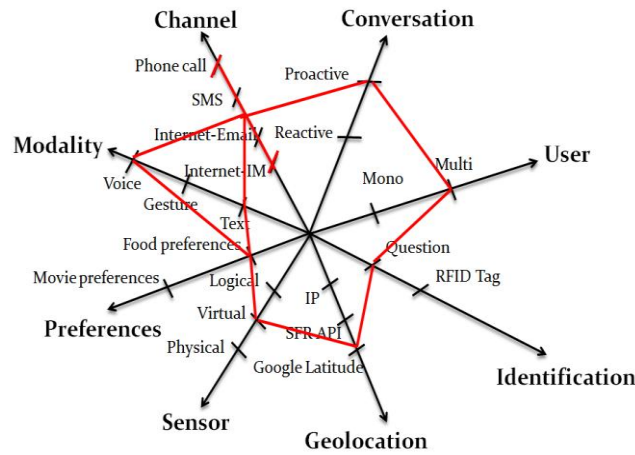 Channel
Conversation
Phone call
Proactive
SMS
Internet-Email
Reactive
Modality
Internet-IM
Multi
User
Voice
Mono
Gesture
Text
Food preferences
Question
Movie preferences
Logical
IP
RFID Tag
Preferences
Virtual
SFR API
Physical
Google Latitude
Identification
Sensor
Geolocation